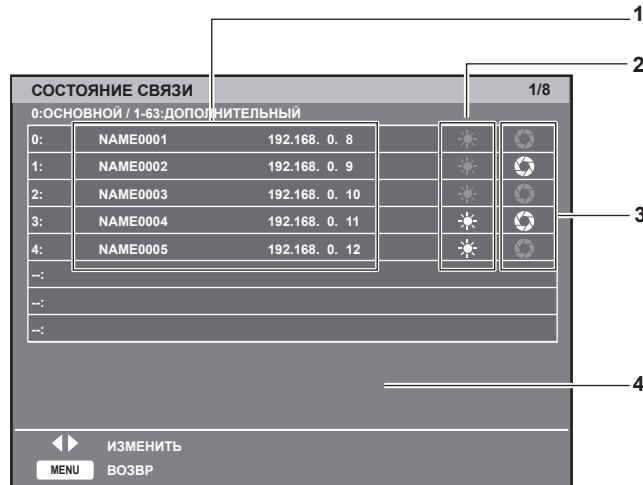 1
2
СОСТОЯНИЕ СВЯЗИ 1/8
0:ОСНОВНОЙ / 1-63:ДОПОЛНИТЕЛЬНЫЙ
0: NAME0001 192.168. 0. 8
1: NAME0002 192.168. 0. 9
2: NAME0003 192.168. 0. 10
3: NAME0004 192.168. 0. 11
3
4: NAME0005 192.168. 0. 12
--:
--:
--:
4
ИЗМЕНИТЬ
MENU ВОЗВР